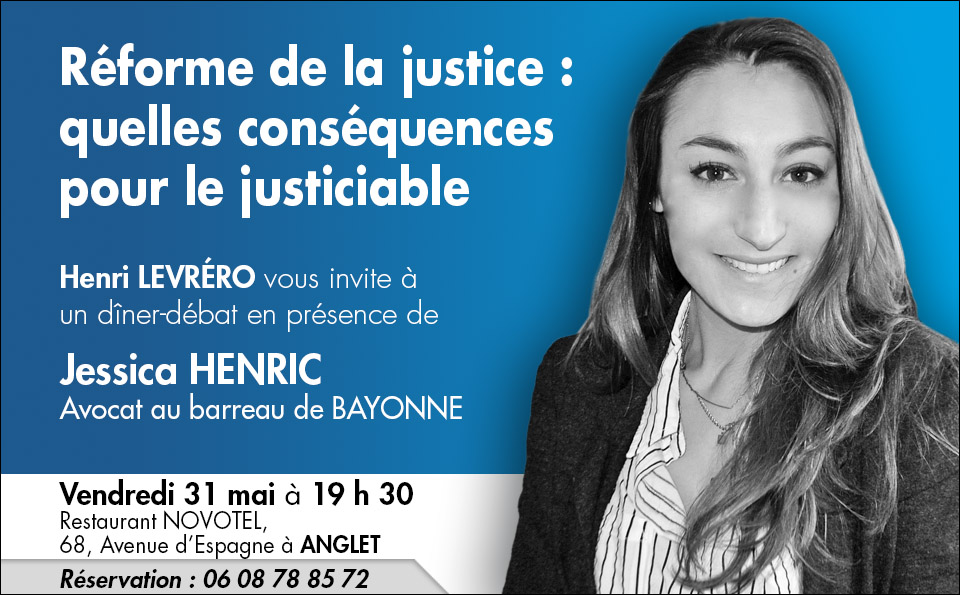 Réforme de la justice :
quelles conséquences
pour le justiciable
Henri LEVRÉRO vous invite à
un dîner-débat en présence de
Jessica HENRIC
Avocat au barreau de BAYONNE
Vendredi 31 mai à 19 h 30
Restaurant NOVOTEL,
68, Avenue d'Espagne à ANGLET
Réservation : 06 08 78 85 72